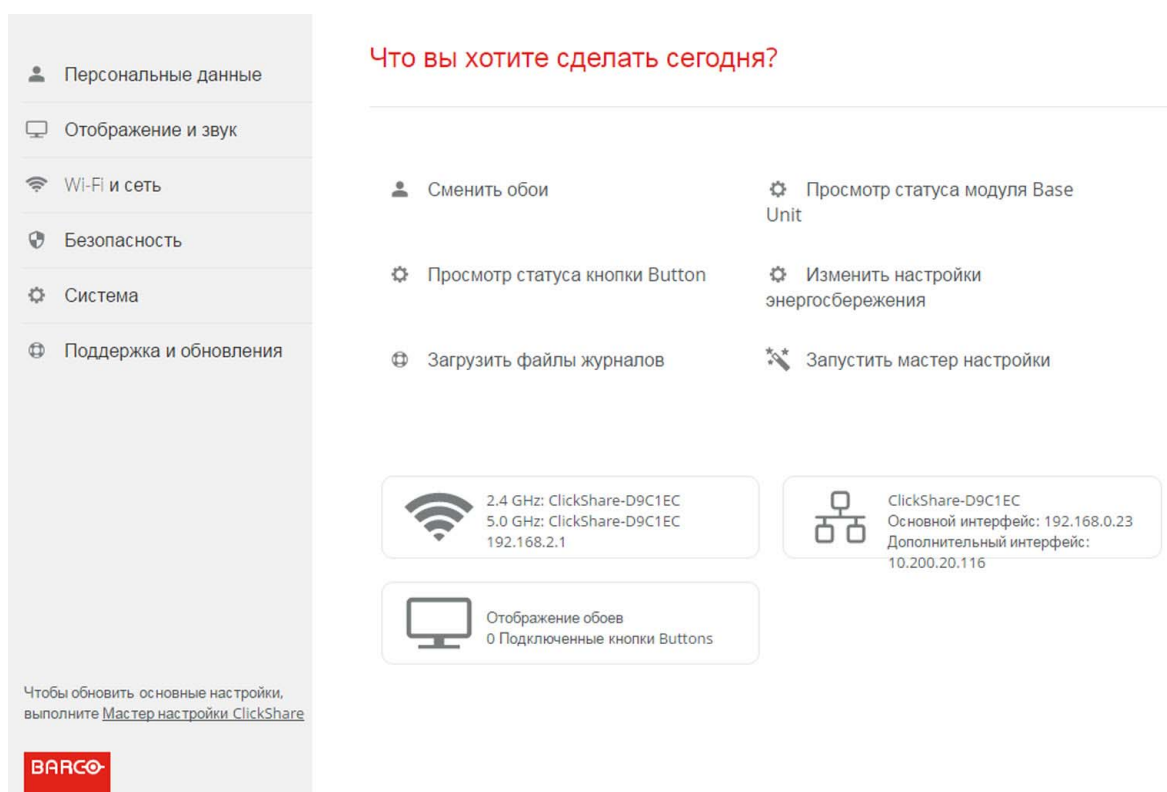 Персональные данные
Отображение и звук
Wi-Fi и сеть
Безопасность
Система
Поддержка и обновления
Чтобы обновить основные настройки,
выполните Мастер настройки ClickShare
BARCO
Что вы хотите сделать сегодня?
Сменить обои
Просмотр статуса модуля Base
Unit
Просмотр статуса кнопки Button
Изменить настройки
энергосбережения
Загрузить файлы журналов
Запустить мастер настройки
2.4 GHz: ClickShare-D9C1EC
5.0 GHz: ClickShare-D9C1EC
192.168.2.1
ClickShare-D9C1EC
Основной интерфейс: 192.168.0.23
Дополнительный интерфейс:
10.200.20.116
Отображение обоев
0 Подключенные кнопки Buttons